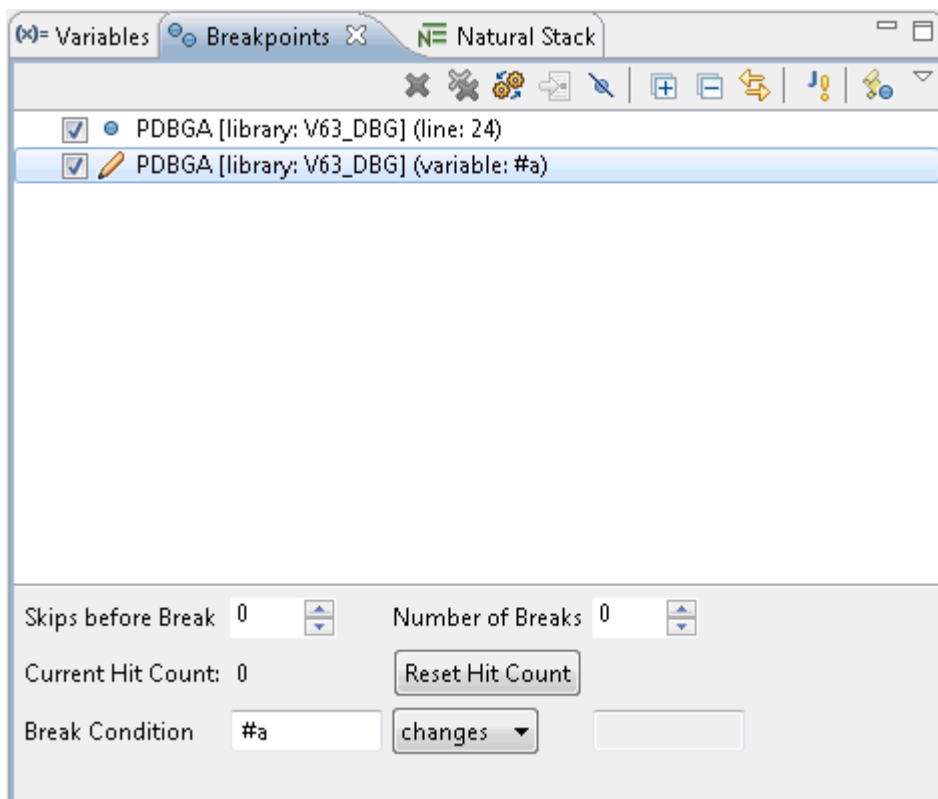 (x)= Variables Breakpoints Natural Stack
PDBGA [library: V63_DBG] (line: 24)
PDBGA [library: V63_DBG] (variable: #a)
Skips before Break 0 Number of Breaks 0
Current Hit Count: 0 Reset Hit Count
Break Condition #a changes